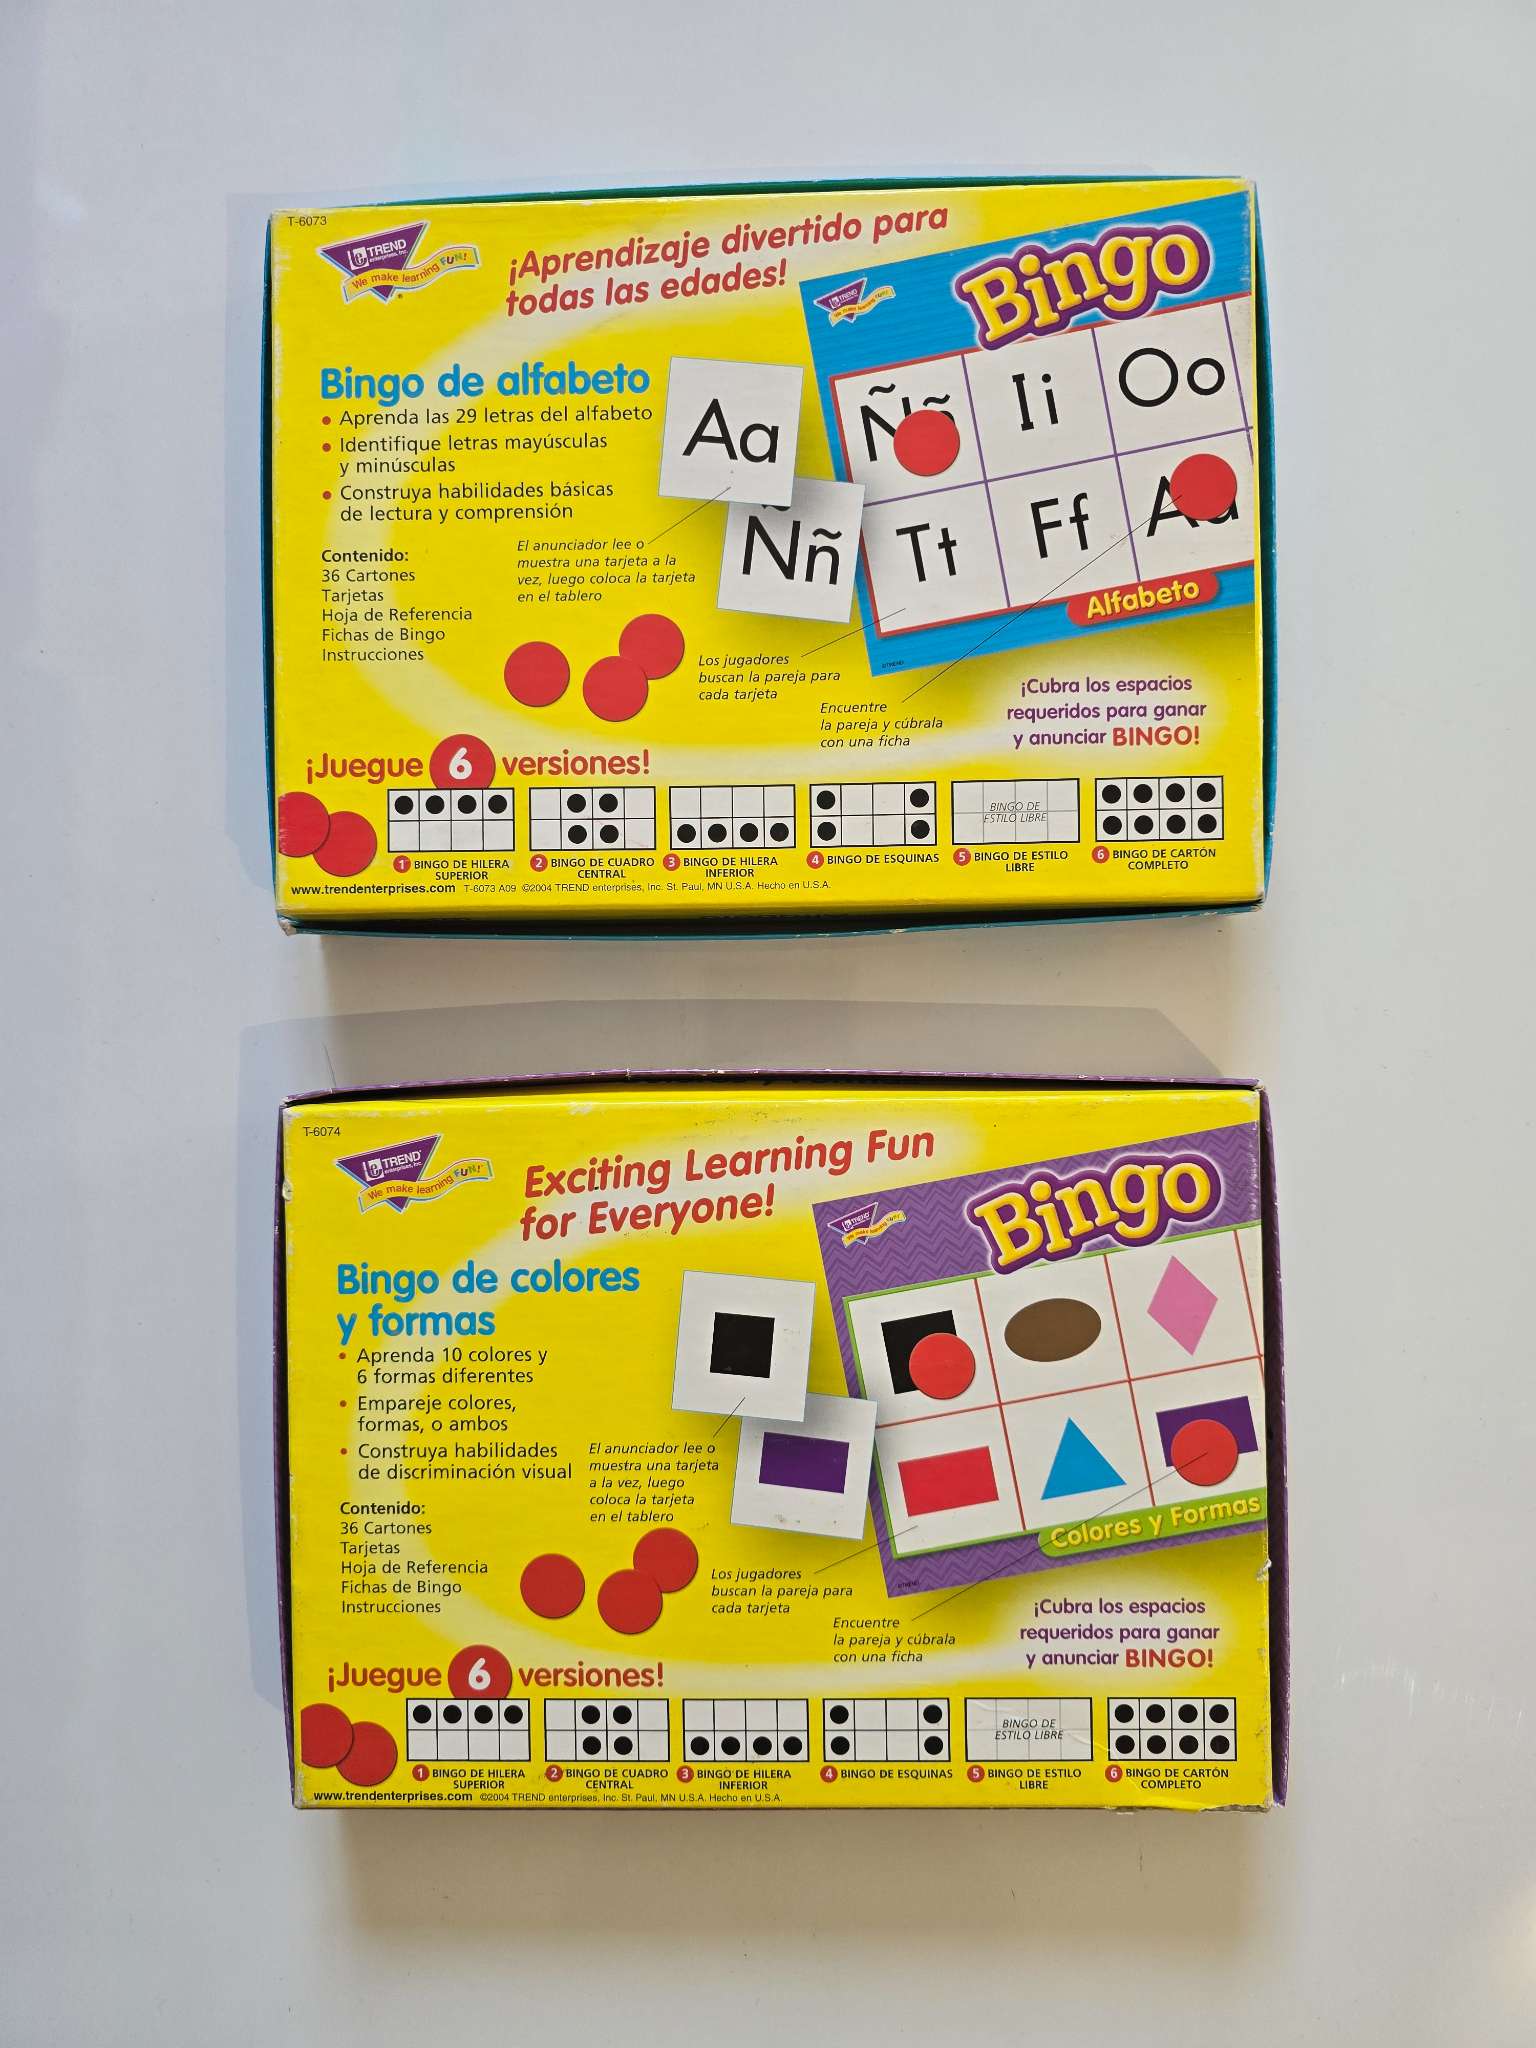 T-6073
TREND
enterprises, Inc.
We make learning FUN!
®
¡Aprendizaje divertido para
todas las edades!
Bingo de alfabeto
• Aprenda las 29 letras del alfabeto
• Identifique letras mayúsculas
y minúsculas
• Construya habilidades básicas
de lectura y comprensión
Contenido:
36 Cartones
Tarjetas
Hoja de Referencia
Fichas de Bingo
Instrucciones
El anunciador lee o
muestra una tarjeta a la
vez, luego coloca la tarjeta
en el tablero
Aa
Nñ
TREND
We make learning FUN!
Bingo
Ññ Ii Oo
Tt Ff Aa
Alfabeto
©TREND
Los jugadores
buscan la pareja para
cada tarjeta
Encuentre
la pareja y cúbrala
con una ficha
¡Cubra los espacios
requeridos para ganar
y anunciar BINGO!
¡Juegue 6 versiones!
BINGO DE
ESTILO LIBRE
1 BINGO DE HILERA
SUPERIOR
2 BINGO DE CUADRO
CENTRAL
3 BINGO DE HILERA
INFERIOR
4 BINGO DE ESQUINAS
5 BINGO DE ESTILO
LIBRE
6 BINGO DE CARTÓN
COMPLETO
www.trendenterprises.com T-6073 A09 ©2004 TREND enterprises, Inc. St. Paul, MN U.S.A. Hecho en U.S.A.
T-6074
TREND
enterprises, Inc.
We make learning FUN!
Exciting Learning Fun
for Everyone!
Bingo de colores
y formas
• Aprenda 10 colores y
6 formas diferentes
• Empareje colores,
formas, o ambos
• Construya habilidades
de discriminación visual
Contenido:
36 Cartones
Tarjetas
Hoja de Referencia
Fichas de Bingo
Instrucciones
El anunciador lee o
muestra una tarjeta
a la vez, luego
coloca la tarjeta
en el tablero
TREND
We make learning FUN!
Bingo
Colores y Formas
©TREND
Los jugadores
buscan la pareja para
cada tarjeta
Encuentre
la pareja y cúbrala
con una ficha
¡Cubra los espacios
requeridos para ganar
y anunciar BINGO!
¡Juegue 6 versiones!
BINGO DE
ESTILO LIBRE
1 BINGO DE HILERA
SUPERIOR
2 BINGO DE CUADRO
CENTRAL
3 BINGO DE HILERA
INFERIOR
4 BINGO DE ESQUINAS
5 BINGO DE ESTILO
LIBRE
6 BINGO DE CARTÓN
COMPLETO
www.trendenterprises.com ©2004 TREND enterprises, Inc. St. Paul, MN U.S.A. Hecho en U.S.A.